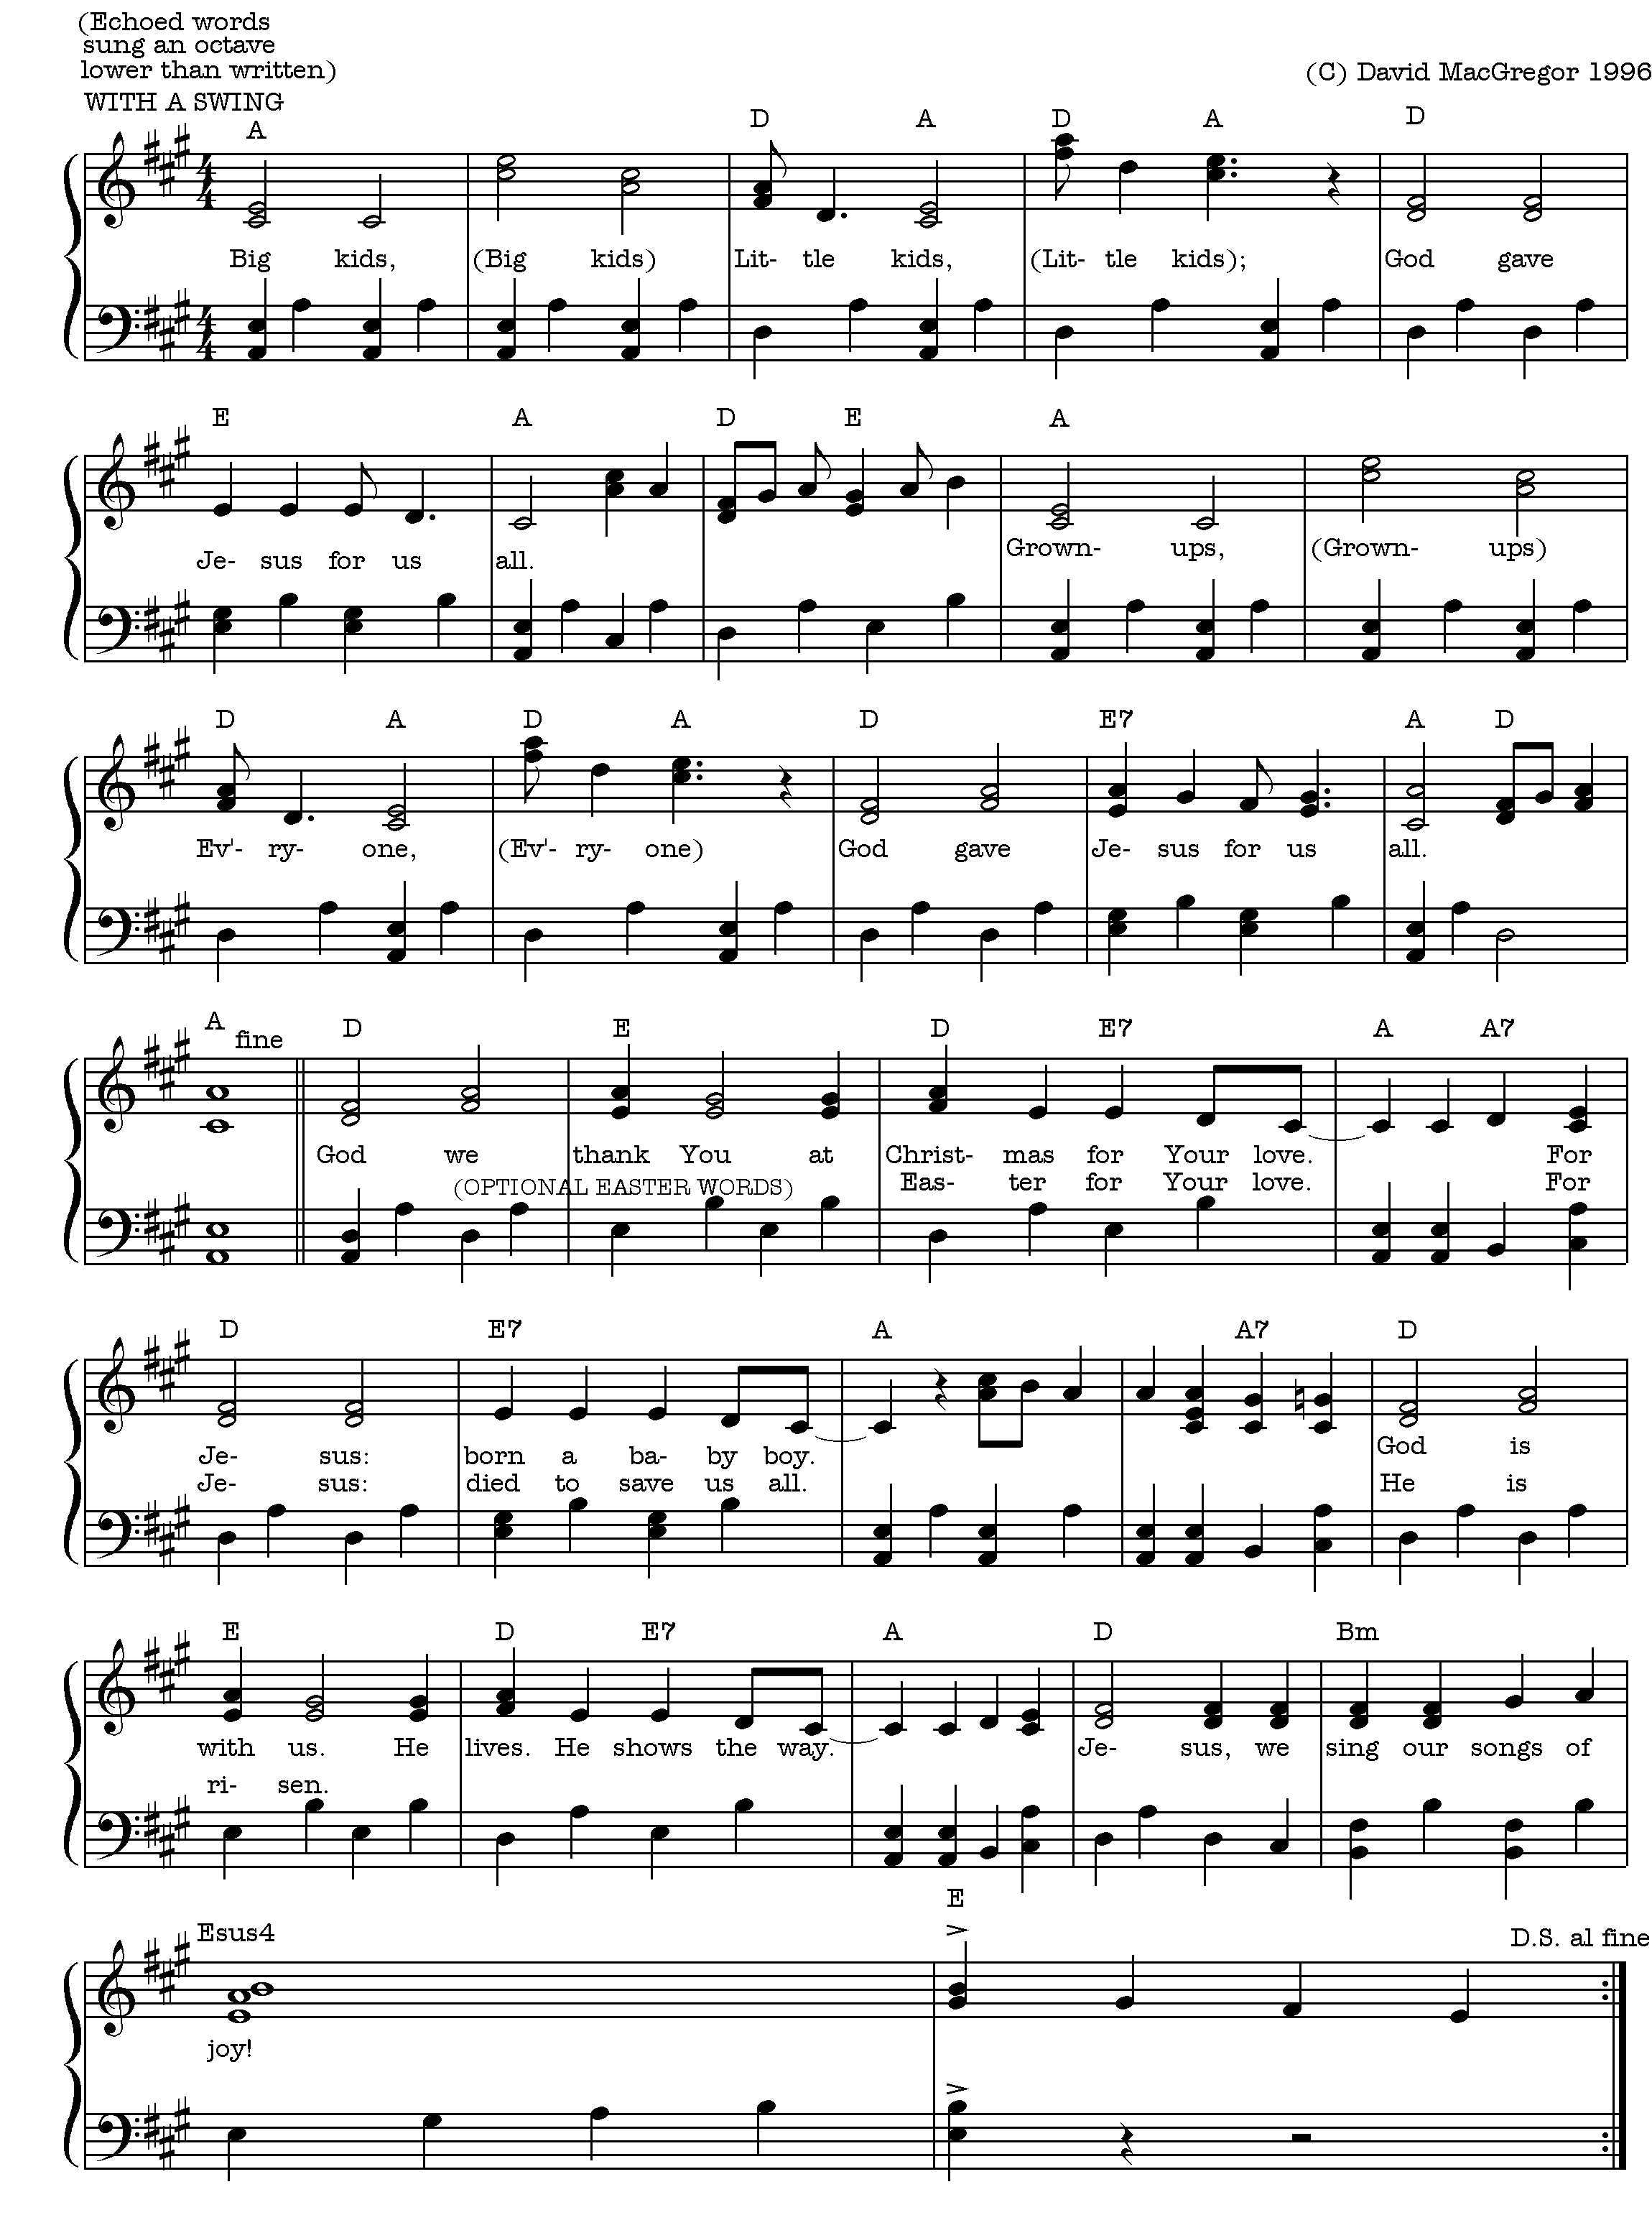 (Echoed words
sung an octave
lower than written)
(C) David MacGregor 1996
WITH A SWING
A D A D A D
Big kids, (Big kids) Lit- tle kids, (Lit- tle kids); God gave
E A D E A
Je- sus for us all. Grown- ups, (Grown- ups)
D A D A D E7 A D
Ev'- ry- one, (Ev'- ry- one) God gave Je- sus for us all.
A fine D E D E7 A A7
God we thank You at Christ- mas for Your love. For
(OPTIONAL EASTER WORDS) Eas- ter for Your love. For
D E7 A A7 D
Je- sus: born a ba- by boy. God is
Je- sus: died to save us all. He is
E D E7 A D Bm
with us. He lives. He shows the way. Je- sus, we sing our songs of
ri- sen.
Esus4 E D.S. al fine
joy!